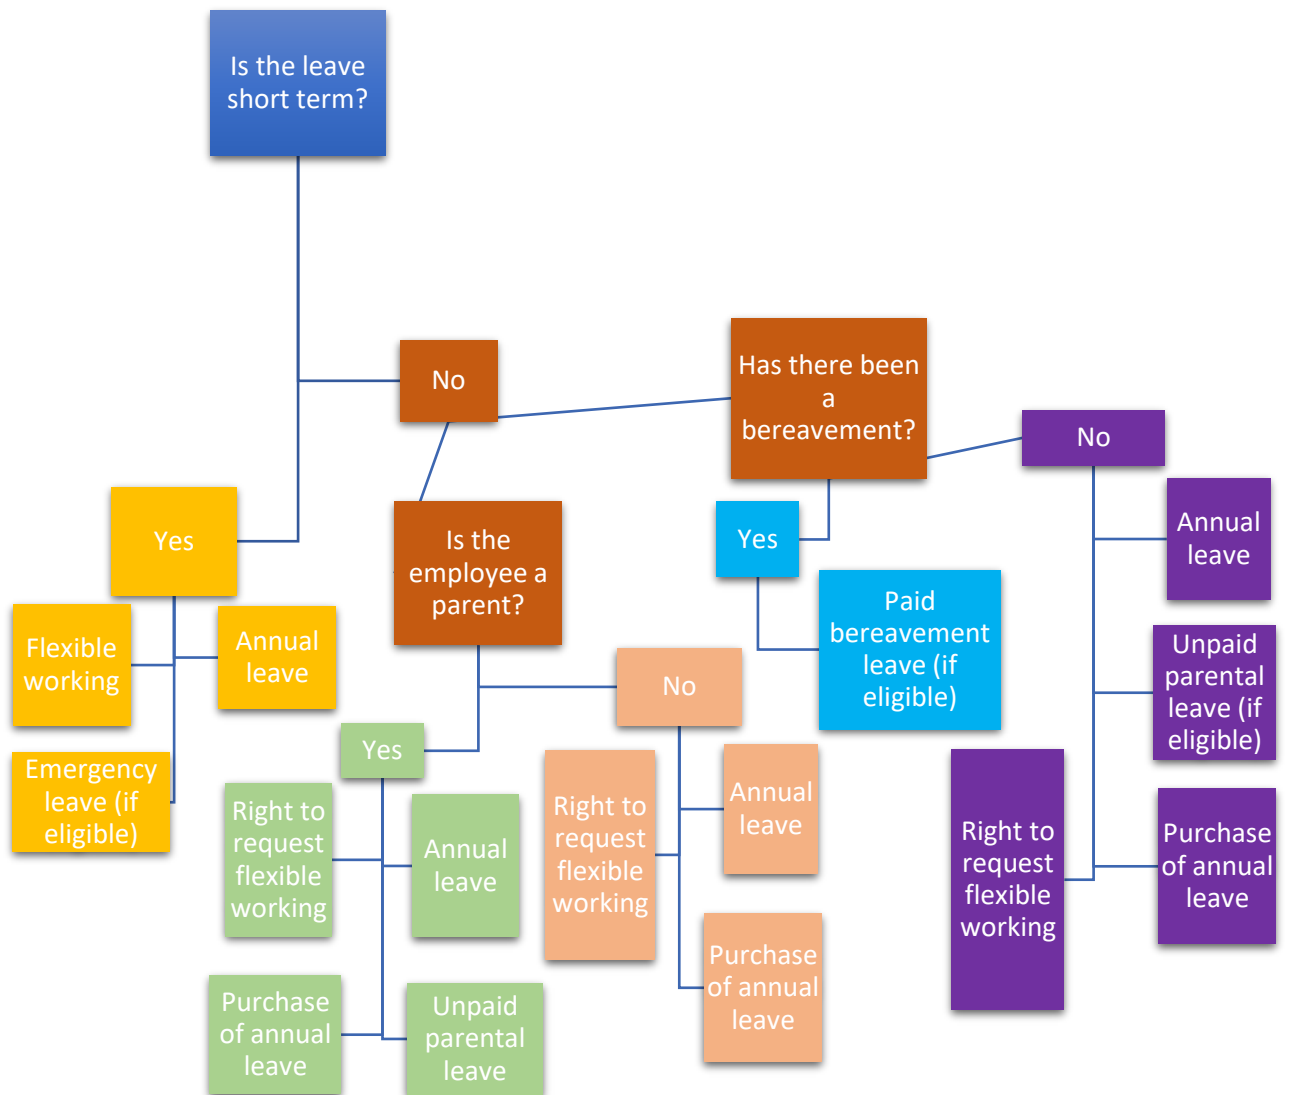 Is the leave
short term?
No
Has there been
a
bereavement?
No
Yes
Is the
employee a
parent?
Yes
Annual
leave
Flexible
working
Annual
leave
No
Paid
bereavement
leave (if
eligible)
Unpaid
parental
leave (if
eligible)
Emergency
leave (if
eligible)
Yes
Right to
request
flexible
working
Annual
leave
Right to
request
flexible
working
Annual
leave
Right to
request
flexible
working
Purchase
of annual
leave
Purchase
of annual
leave
Unpaid
parental
leave
Purchase
of annual
leave